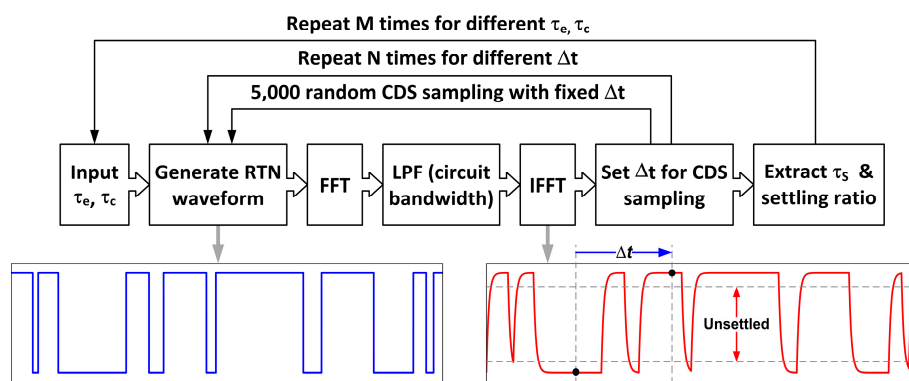 Repeat M times for different τe, τc
Repeat N times for different Δt
5,000 random CDS sampling with fixed Δt
Input
τe, τc
Generate RTN
waveform
FFT
LPF (circuit
bandwidth)
IFFT
Set Δt for CDS
sampling
Extract τS &
settling ratio
Δt
Unsettled